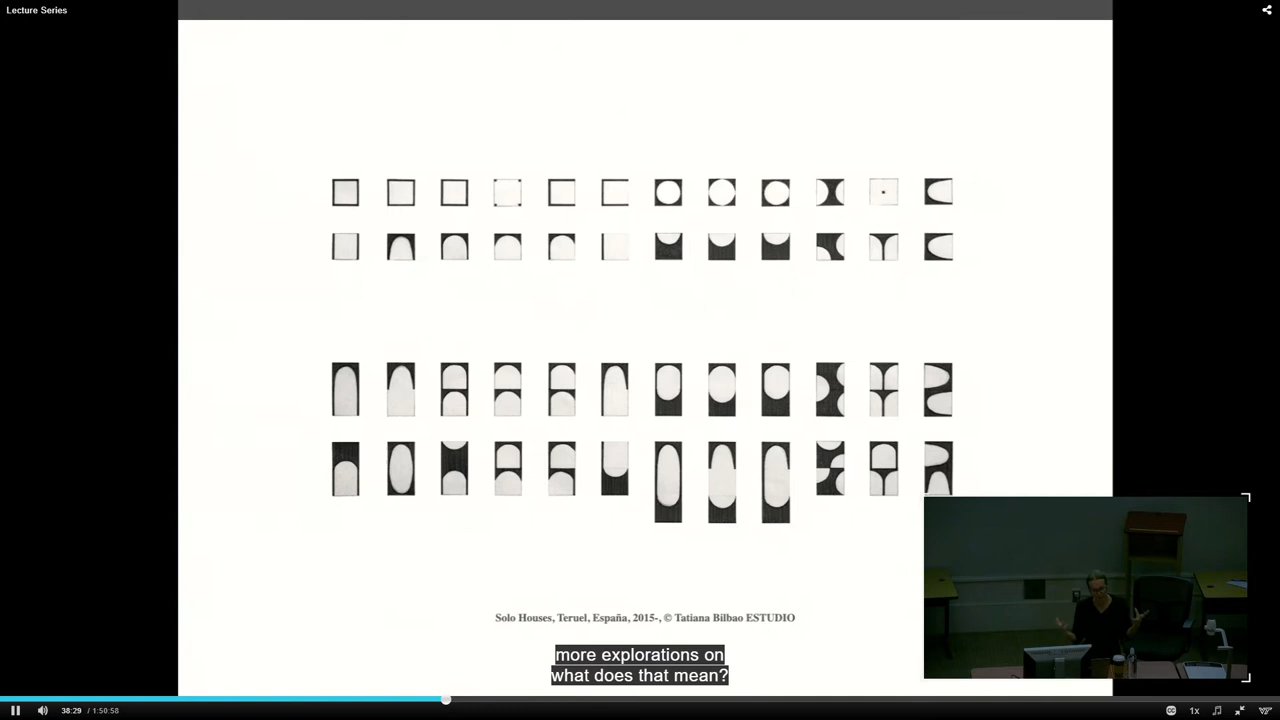 Lecture Series
Solo Houses, Teruel, España, 2015-, © Tatiana Bilbao ESTUDIO
more explorations on
what does that mean?
38:29 / 1:50:58
1x